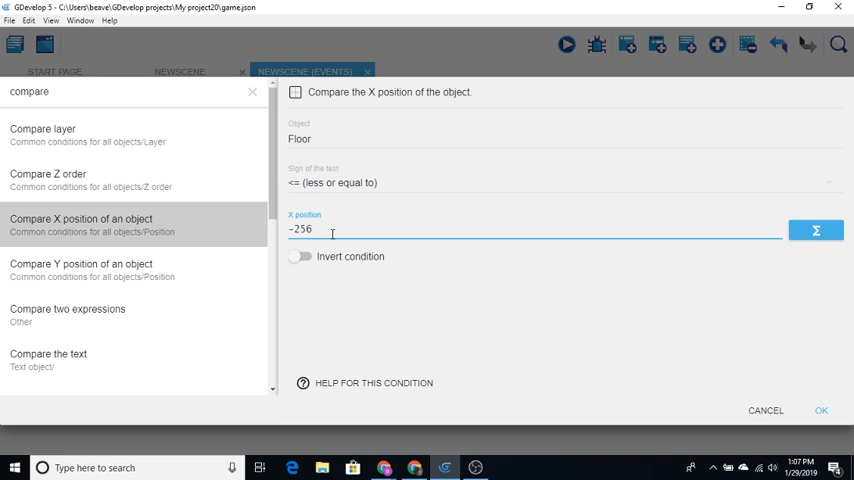 GDevelop 5 - C:\Users\beave\GDevelop projects\My project20\game.json
File Edit View Window Help
START PAGE NEWSCENE × NEWSCENE (EVENTS) ×
compare
Compare the X position of the object.
Object
Floor
Compare layer
Common conditions for all objects/Layer
Sign of the test
<= (less or equal to)
Compare Z order
Common conditions for all objects/Z order
Compare X position of an object
Common conditions for all objects/Position
X position
-256
Σ
Invert condition
Compare Y position of an object
Common conditions for all objects/Position
Compare two expressions
Other
Compare the text
Text object/
HELP FOR THIS CONDITION
CANCEL OK
Type here to search
1:07 PM
1/29/2019
4